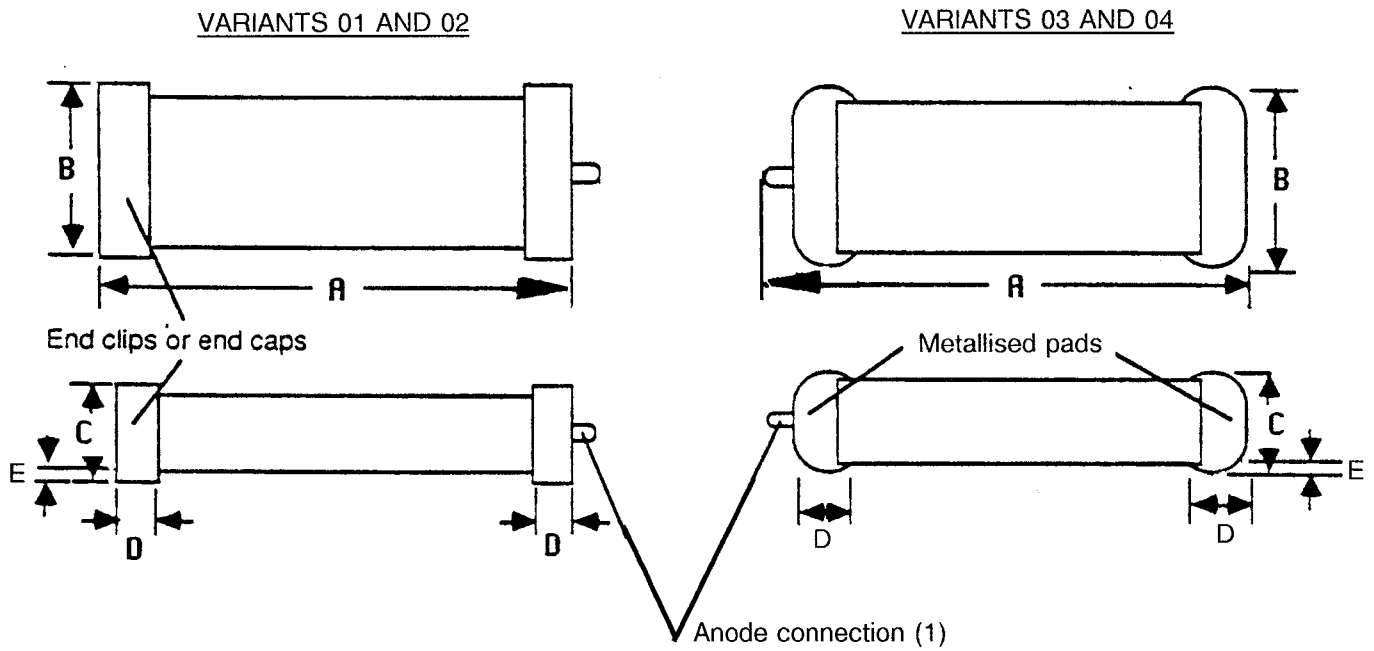 VARIANTS 01 AND 02
VARIANTS 03 AND 04
B
B
A
A
End clips or end caps
Metallised pads
C
C
E
E
D
D
D
D
Anode connection (1)